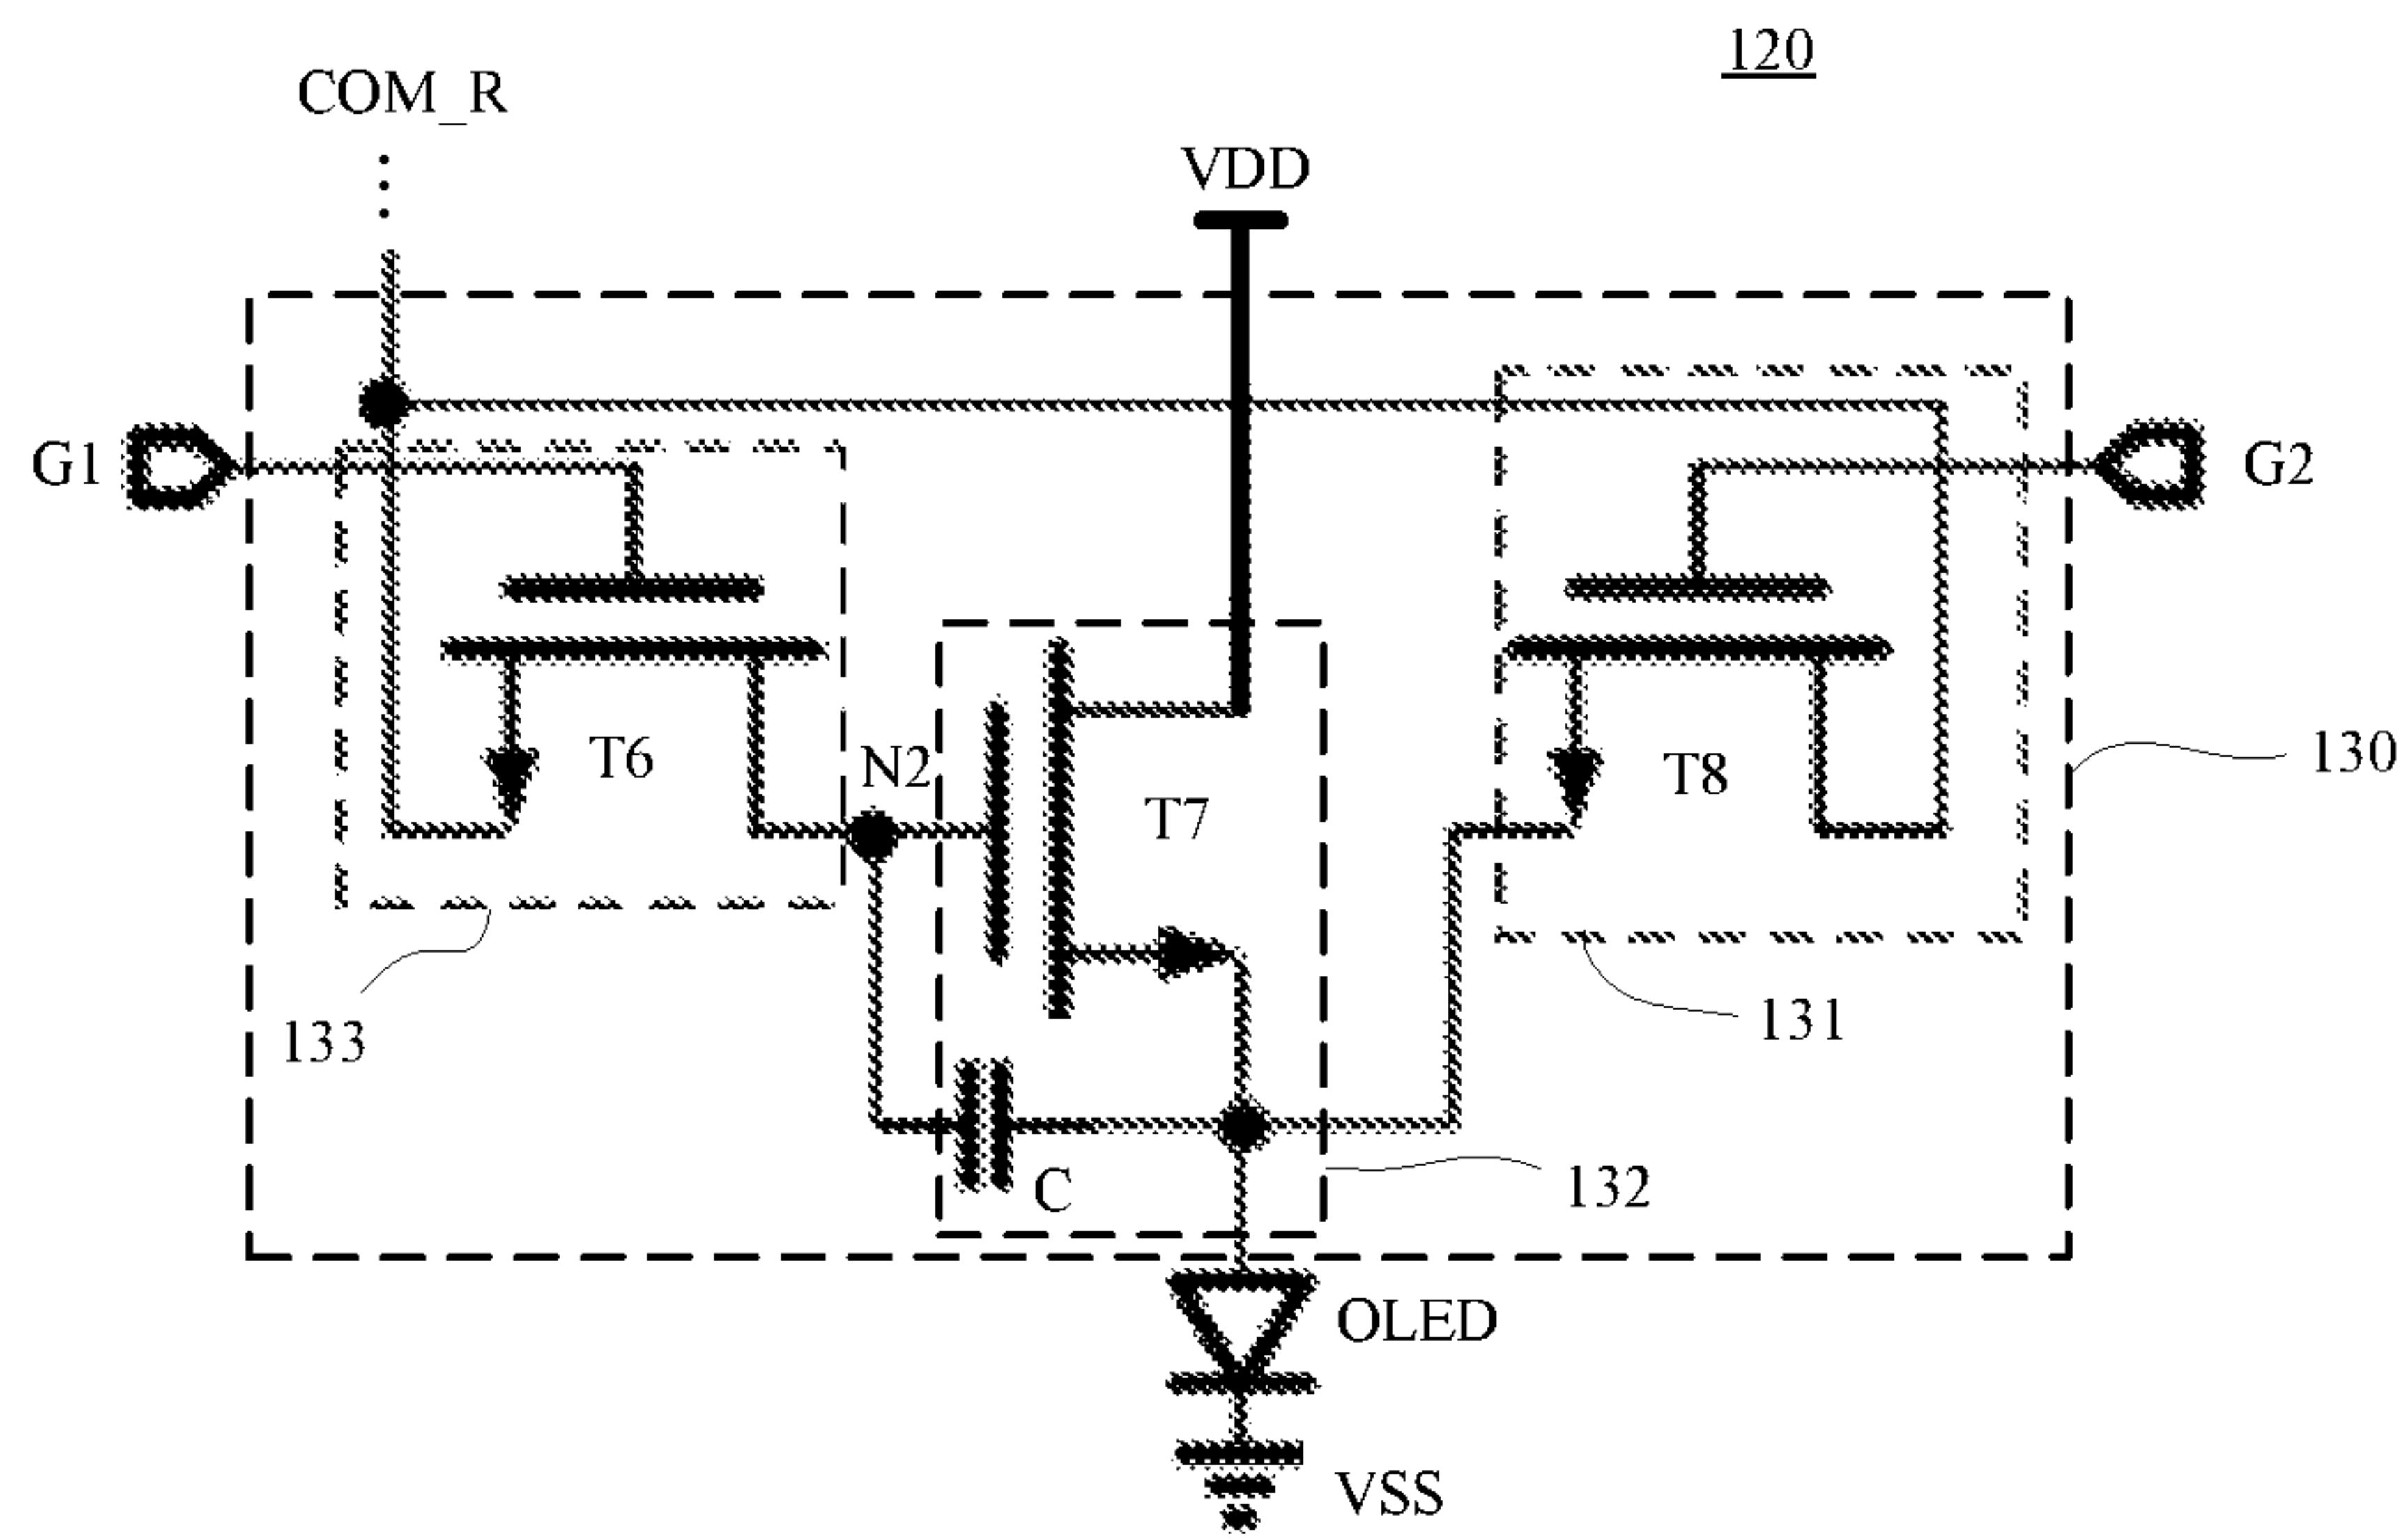 120
COM_R
VDD
G1
G2
T6
N2
T7
T8
130
133
131
C
132
OLED
VSS